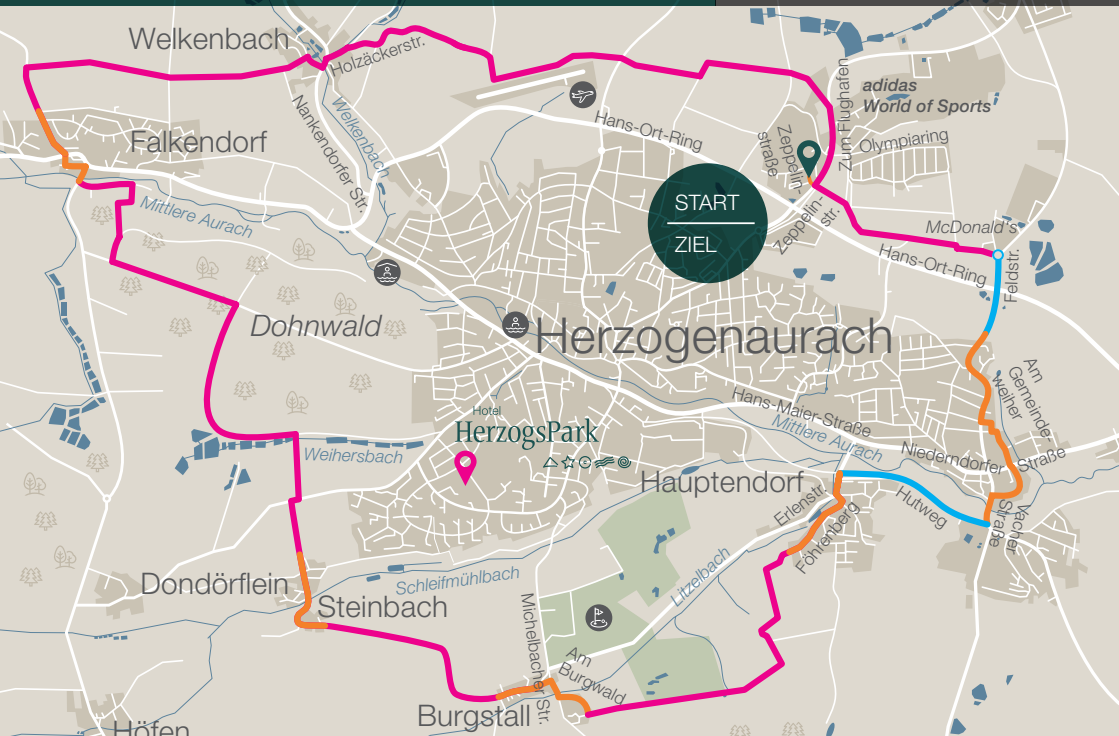 Welkenbach
Holzäckerstr.
Zum Flughafen
adidas
World of Sports
Nankendorfer Str.
Welkenbach
Hans-Ort-Ring
Zeppelin-
straße
Olympiaring
Falkendorf
Mittlere Aurach
START
ZIEL
Zeppelin-
str.
McDonald's
Hans-Ort-Ring
Feldstr.
Dohnwald
Herzogenaurach
Am
Gemeinde-
weiher
Hotel
HerzogsPark
Hans-Maier-Straße
Mittlere Aurach
Niederndorfer Straße
Weihersbach
Hauptendorf
Erlenstr.
Hutweg
Vacher
Straße
Föhrenberg
Dondörflein
Schleifmühlbach
Litzelbach
Steinbach
Michelbacher Str.
Am
Burgwald
Burgstall
Höfen